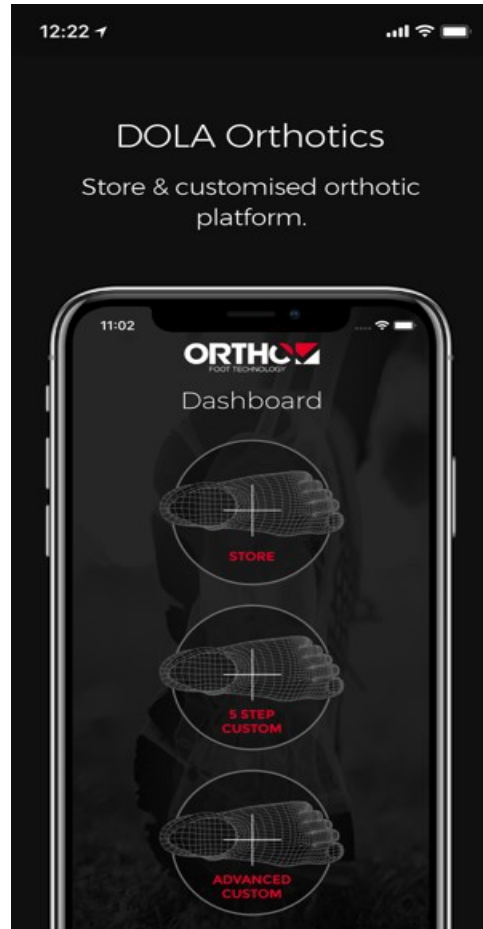 12:22
DOLA Orthotics
Store & customised orthotic
platform.
11:02
FOOT TECHNOLOGY
Dashboard
STORE
5 STEP
CUSTOM
ADVANCED
CUSTOM